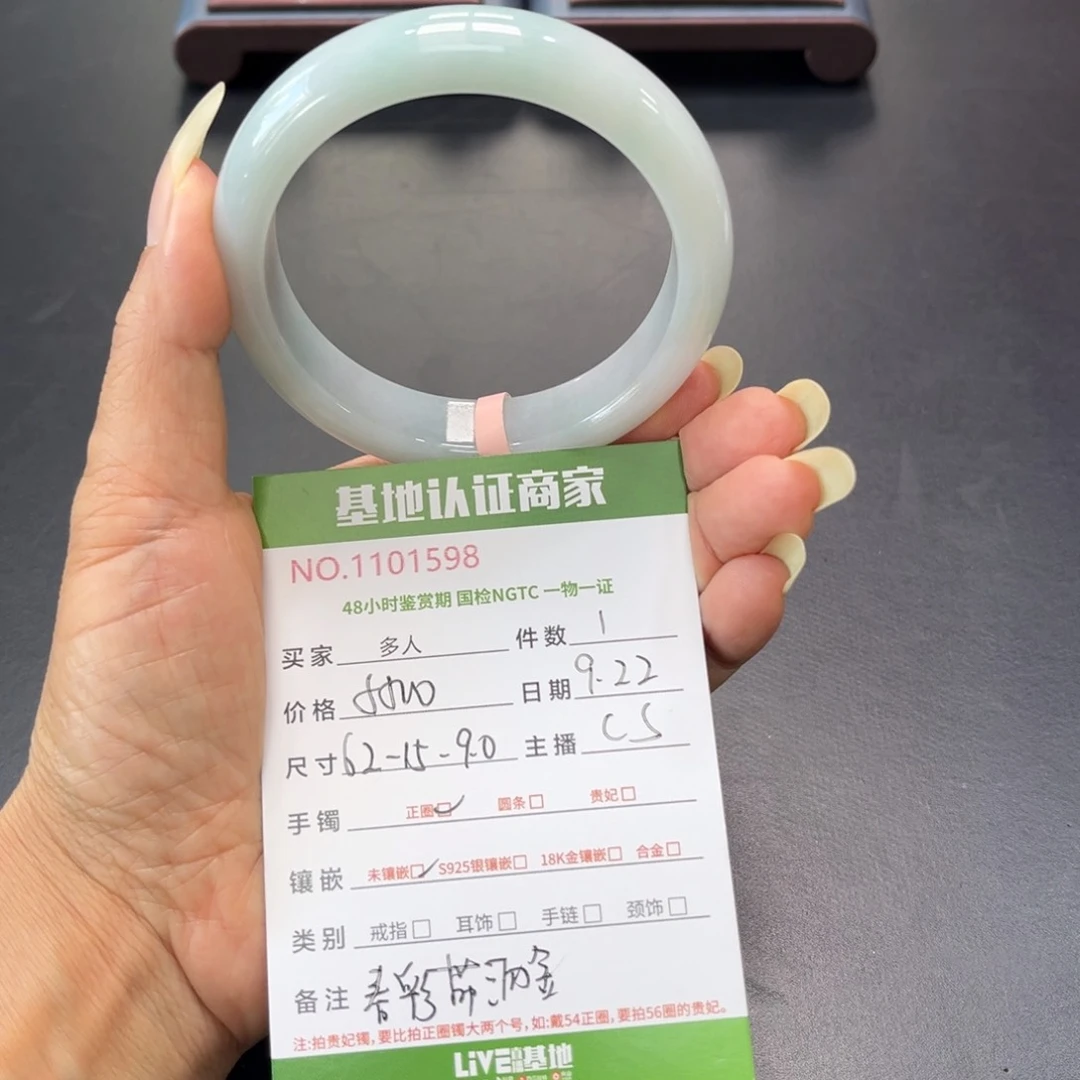 基地认证商家
NO.1101598
48小时鉴赏期 国检NGTC 一物一证
买家 多人 件数 1
价格 日期 9.22
尺寸 62-15-9.0 主播 CS
手镯 正圈☑ 圆条□ 贵妃□
镶嵌 未镶嵌☑ S925银镶嵌□ 18K金镶嵌□ 合金□
类别 戒指□ 耳饰□ 手链□ 颈饰□
备注 春彩
注:拍贵妃镯,要比拍正圈镯大两个号,如:戴54正圈,要拍56圈的贵妃。
LiVE 基地